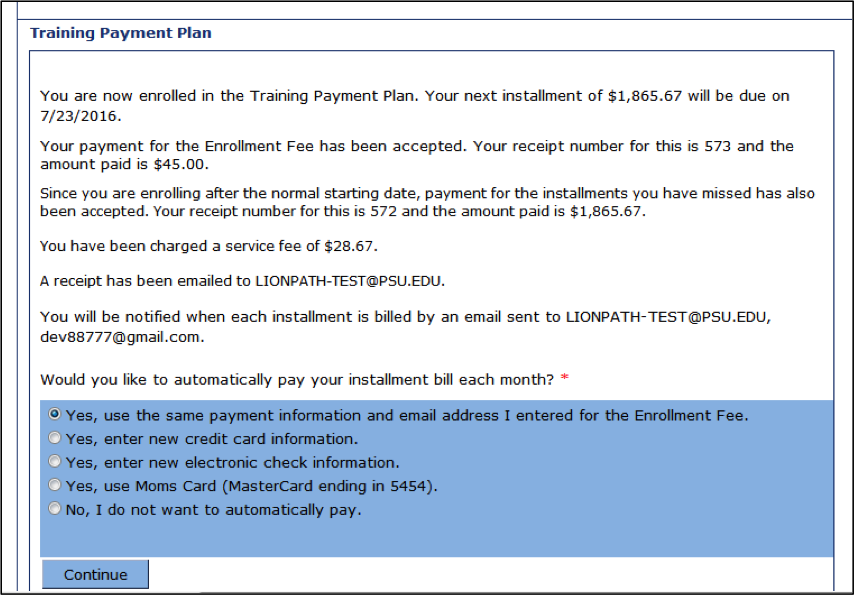 Training Payment Plan
You are now enrolled in the Training Payment Plan. Your next installment of $1,865.67 will be due on
7/23/2016.
Your payment for the Enrollment Fee has been accepted. Your receipt number for this is 573 and the
amount paid is $45.00.
Since you are enrolling after the normal starting date, payment for the installments you have missed has also
been accepted. Your receipt number for this is 572 and the amount paid is $1,865.67.
You have been charged a service fee of $28.67.
A receipt has been emailed to LIONPATH-TEST@PSU.EDU.
You will be notified when each installment is billed by an email sent to LIONPATH-TEST@PSU.EDU,
dev88777@gmail.com.
Would you like to automatically pay your installment bill each month? *
Yes, use the same payment information and email address I entered for the Enrollment Fee.
Yes, enter new credit card information.
Yes, enter new electronic check information.
Yes, use Moms Card (MasterCard ending in 5454).
No, I do not want to automatically pay.
Continue